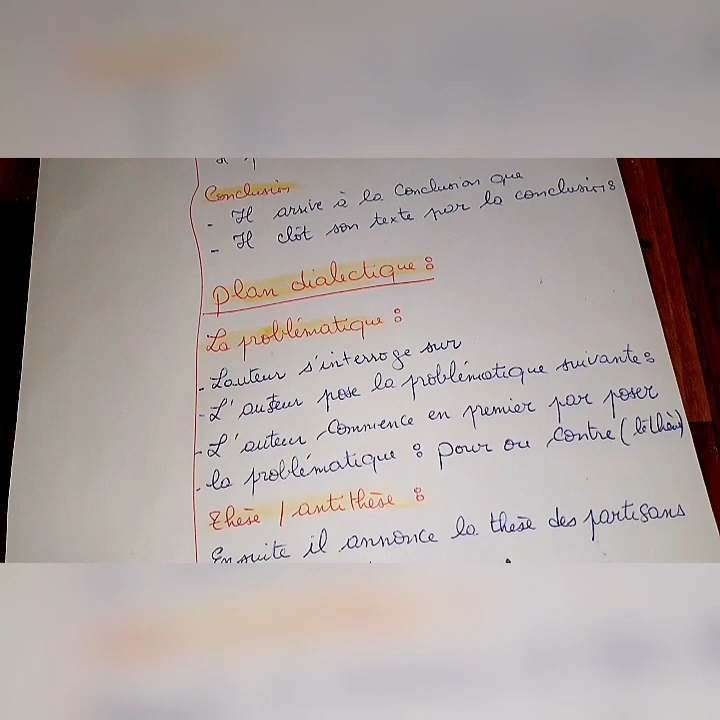 Conclusion
- Il arrive à la Conclusion que
- Il clôt son texte par la conclusion :
Plan dialectique :
La problématique :
- L'auteur s'interroge sur
- L'auteur pose la problématique suivante :
- L'auteur commence en premier par poser
- la problématique : pour ou contre (le thème)
thèse / antithèse :
Ensuite il annonce la thèse des partisans